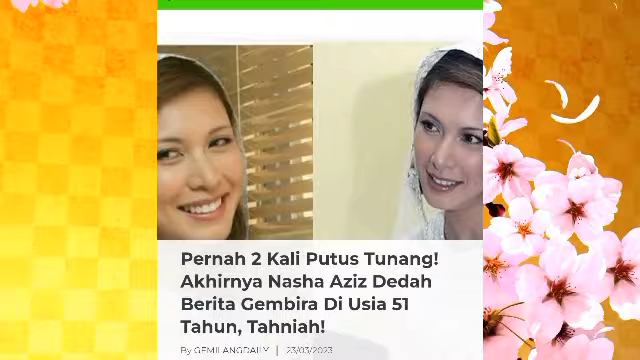 Pernah 2 Kali Putus Tunang!
Akhirnya Nasha Aziz Dedah
Berita Gembira Di Usia 51
Tahun, Tahniah!
By GEMILANGDAILY | 23/03/2023